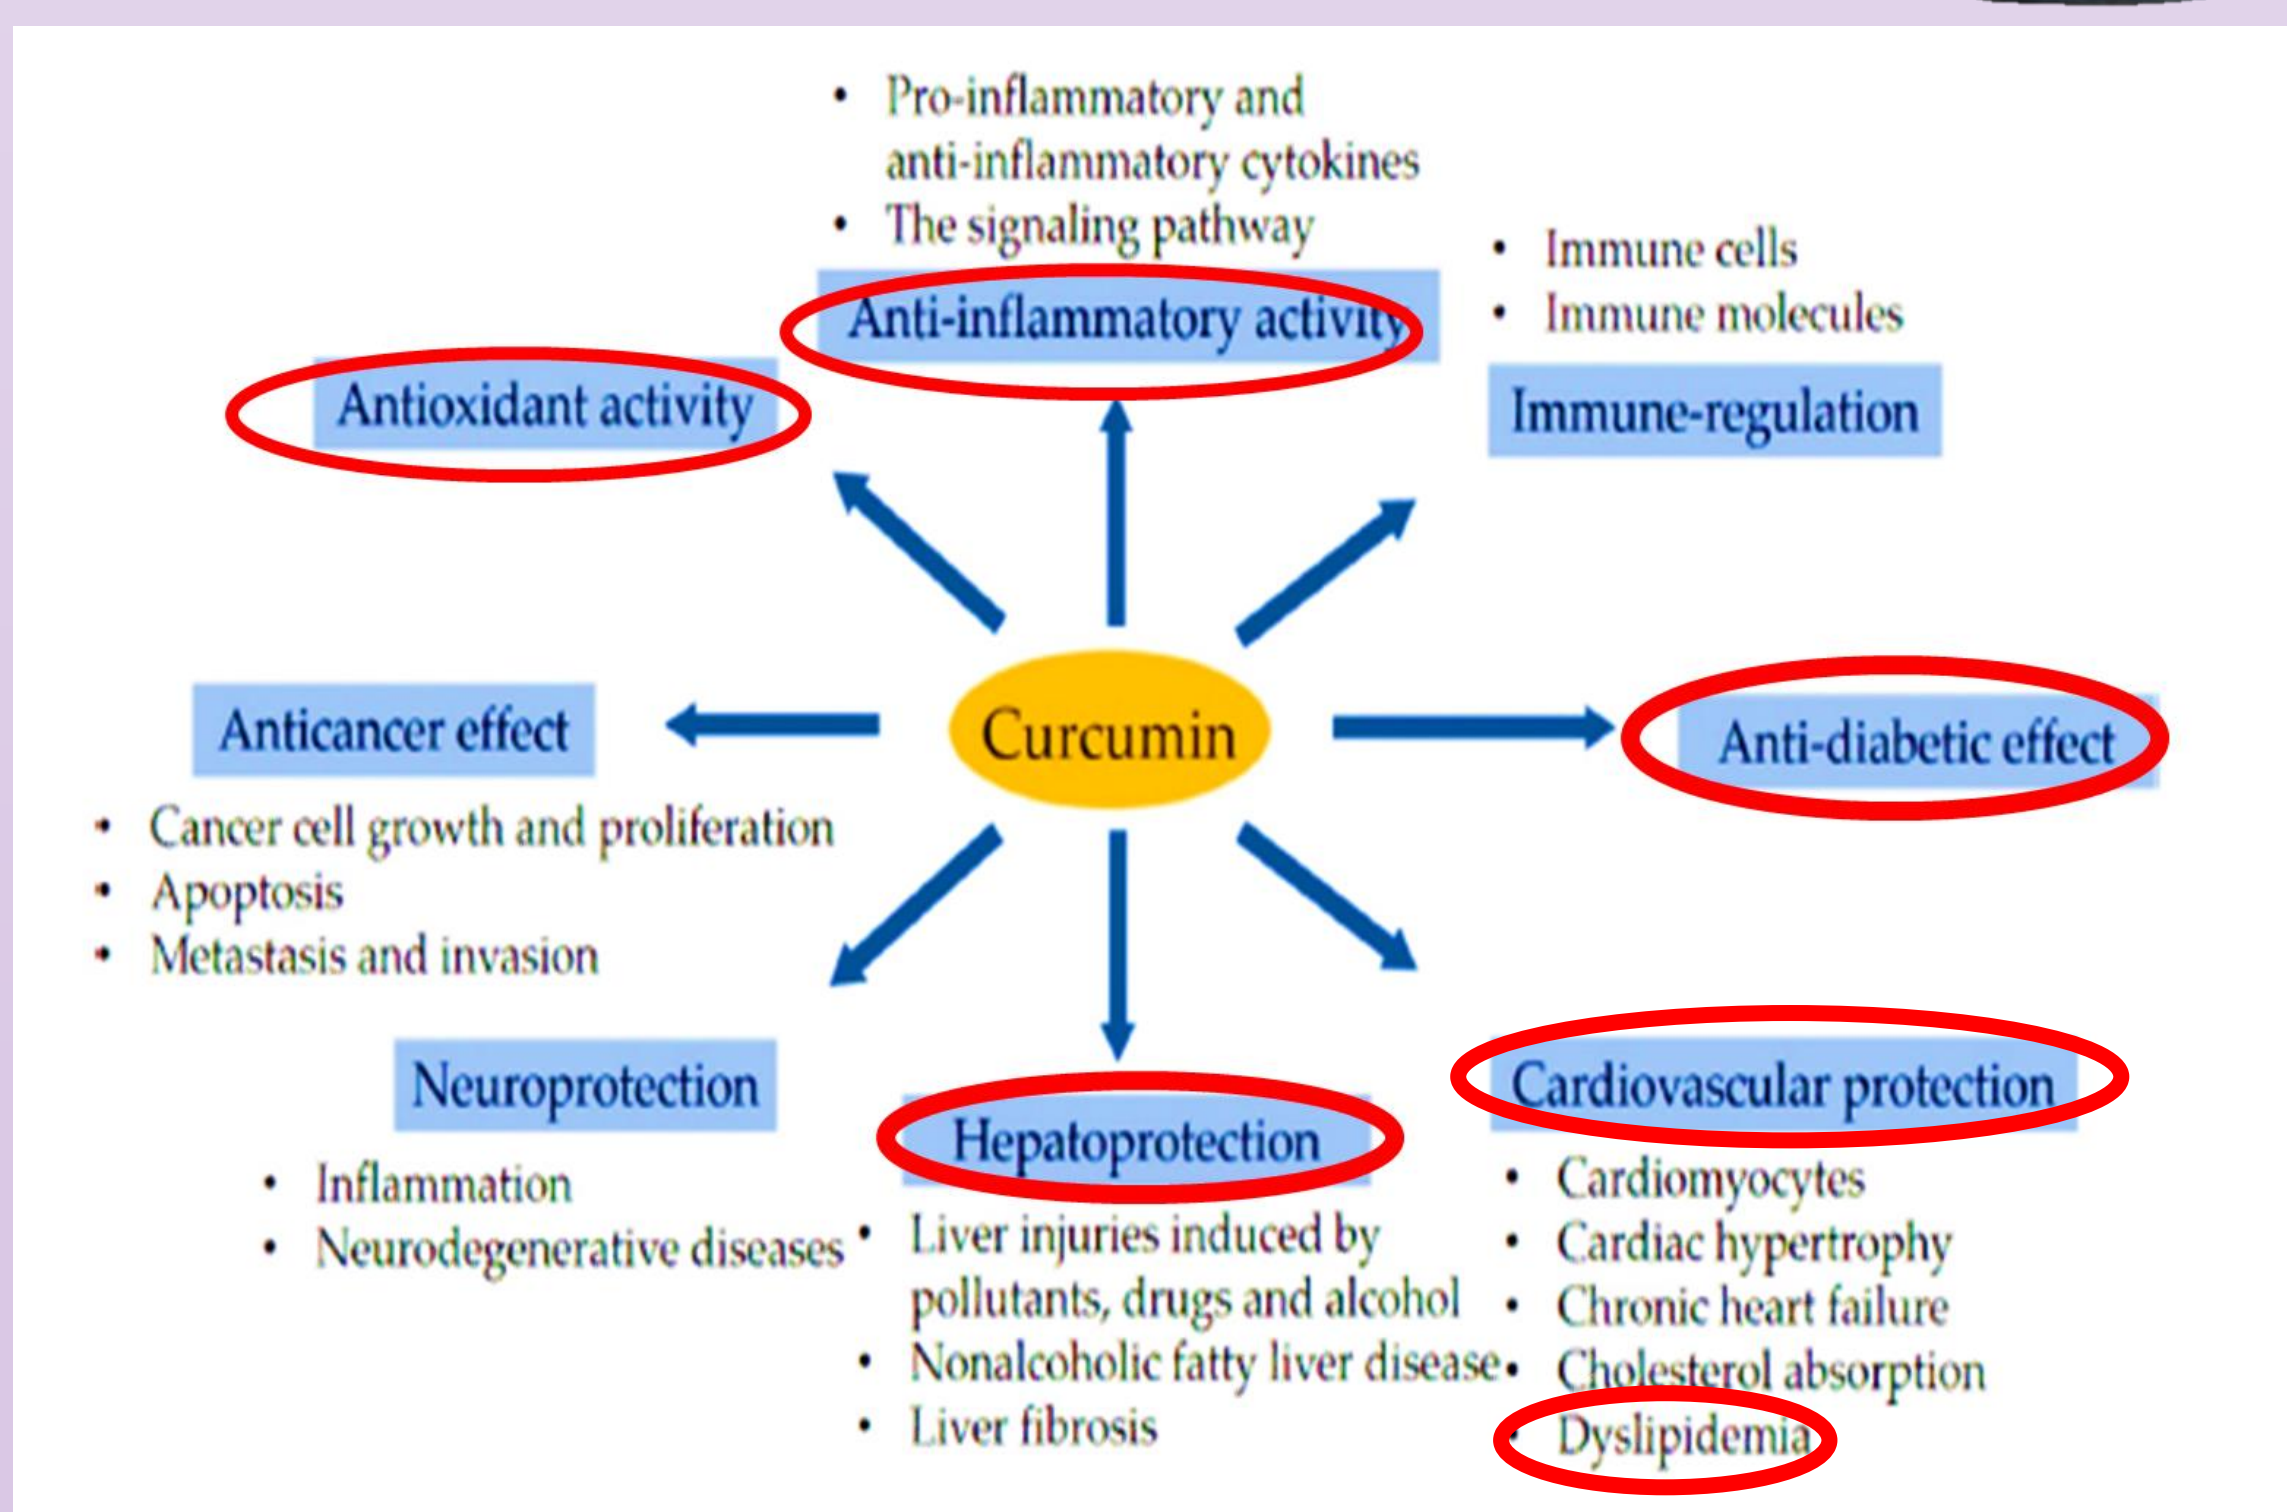 • Pro-inflammatory and
anti-inflammatory cytokines
• The signaling pathway
Anti-inflammatory activity
• Immune cells
• Immune molecules
Immune-regulation
Antioxidant activity
Curcumin
Anticancer effect
• Cancer cell growth and proliferation
• Apoptosis
• Metastasis and invasion
Anti-diabetic effect
Neuroprotection
• Inflammation
• Neurodegenerative diseases
Hepatoprotection
• Liver injuries induced by
pollutants, drugs and alcohol
• Nonalcoholic fatty liver disease
• Liver fibrosis
Cardiovascular protection
• Cardiomyocytes
• Cardiac hypertrophy
• Chronic heart failure
• Cholesterol absorption
• Dyslipidemia